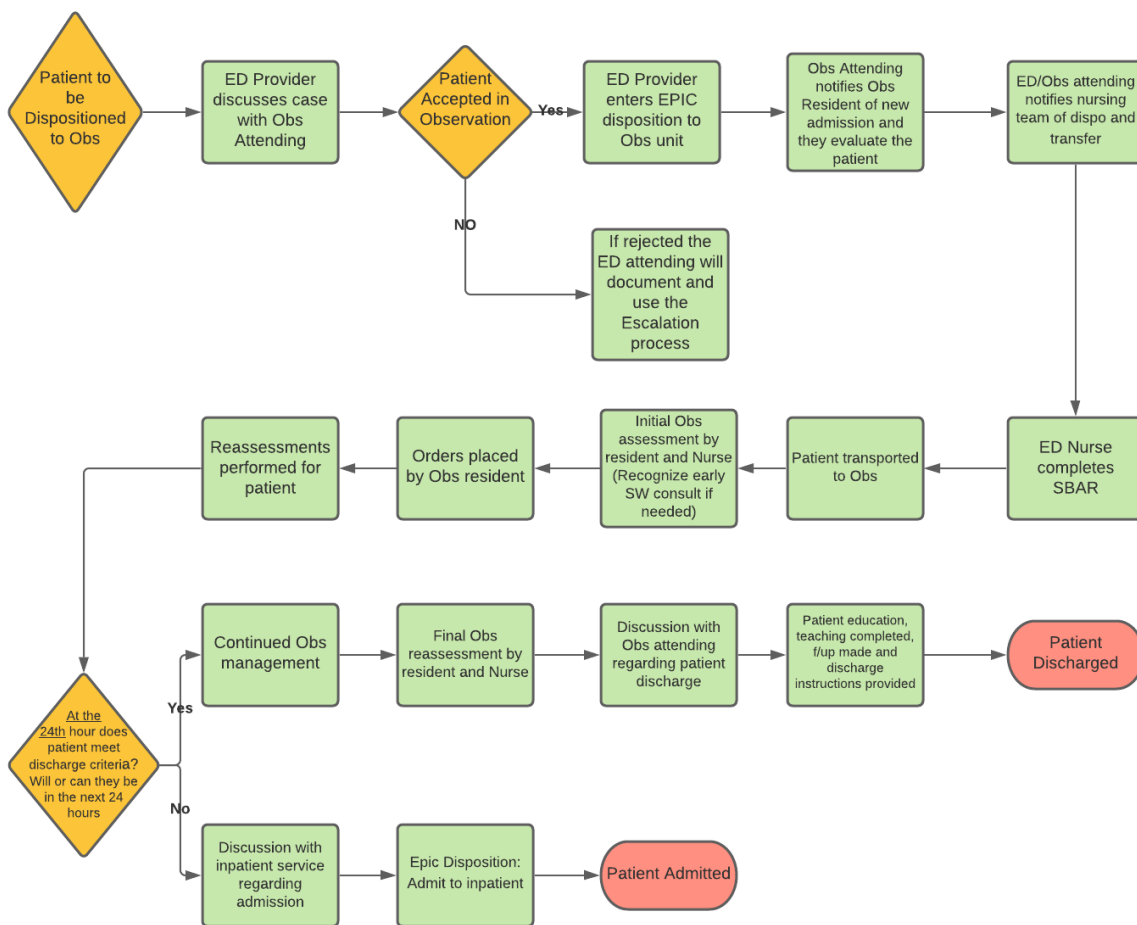 Patient to
be
Dispositioned
to Obs
ED Provider
discusses case
with Obs
Attending
Patient
Accepted in
Observation
Yes
ED Provider
enters EPIC
disposition to
Obs unit
Obs Attending
notifies Obs
Resident of new
admission and
they evaluate the
patient
ED/Obs attending
notifies nursing
team of dispo and
transfer
NO
If rejected the
ED attending will
document and
use the
Escalation
process
Reassessments
performed for
patient
Orders placed
by Obs resident
Initial Obs
assessment by
resident and Nurse
(Recognize early
SW consult if
needed)
Patient transported
to Obs
ED Nurse
completes
SBAR
Continued Obs
management
Final Obs
reassessment by
resident and Nurse
Discussion with
Obs attending
regarding patient
discharge
Patient education,
teaching completed,
f/up made and
discharge
instructions provided
Patient
Discharged
Yes
At the
24th hour does
patient meet
discharge criteria?
Will or can they be
in the next 24
hours
No
Discussion with
inpatient service
regarding
admission
Epic Disposition:
Admit to inpatient
Patient Admitted